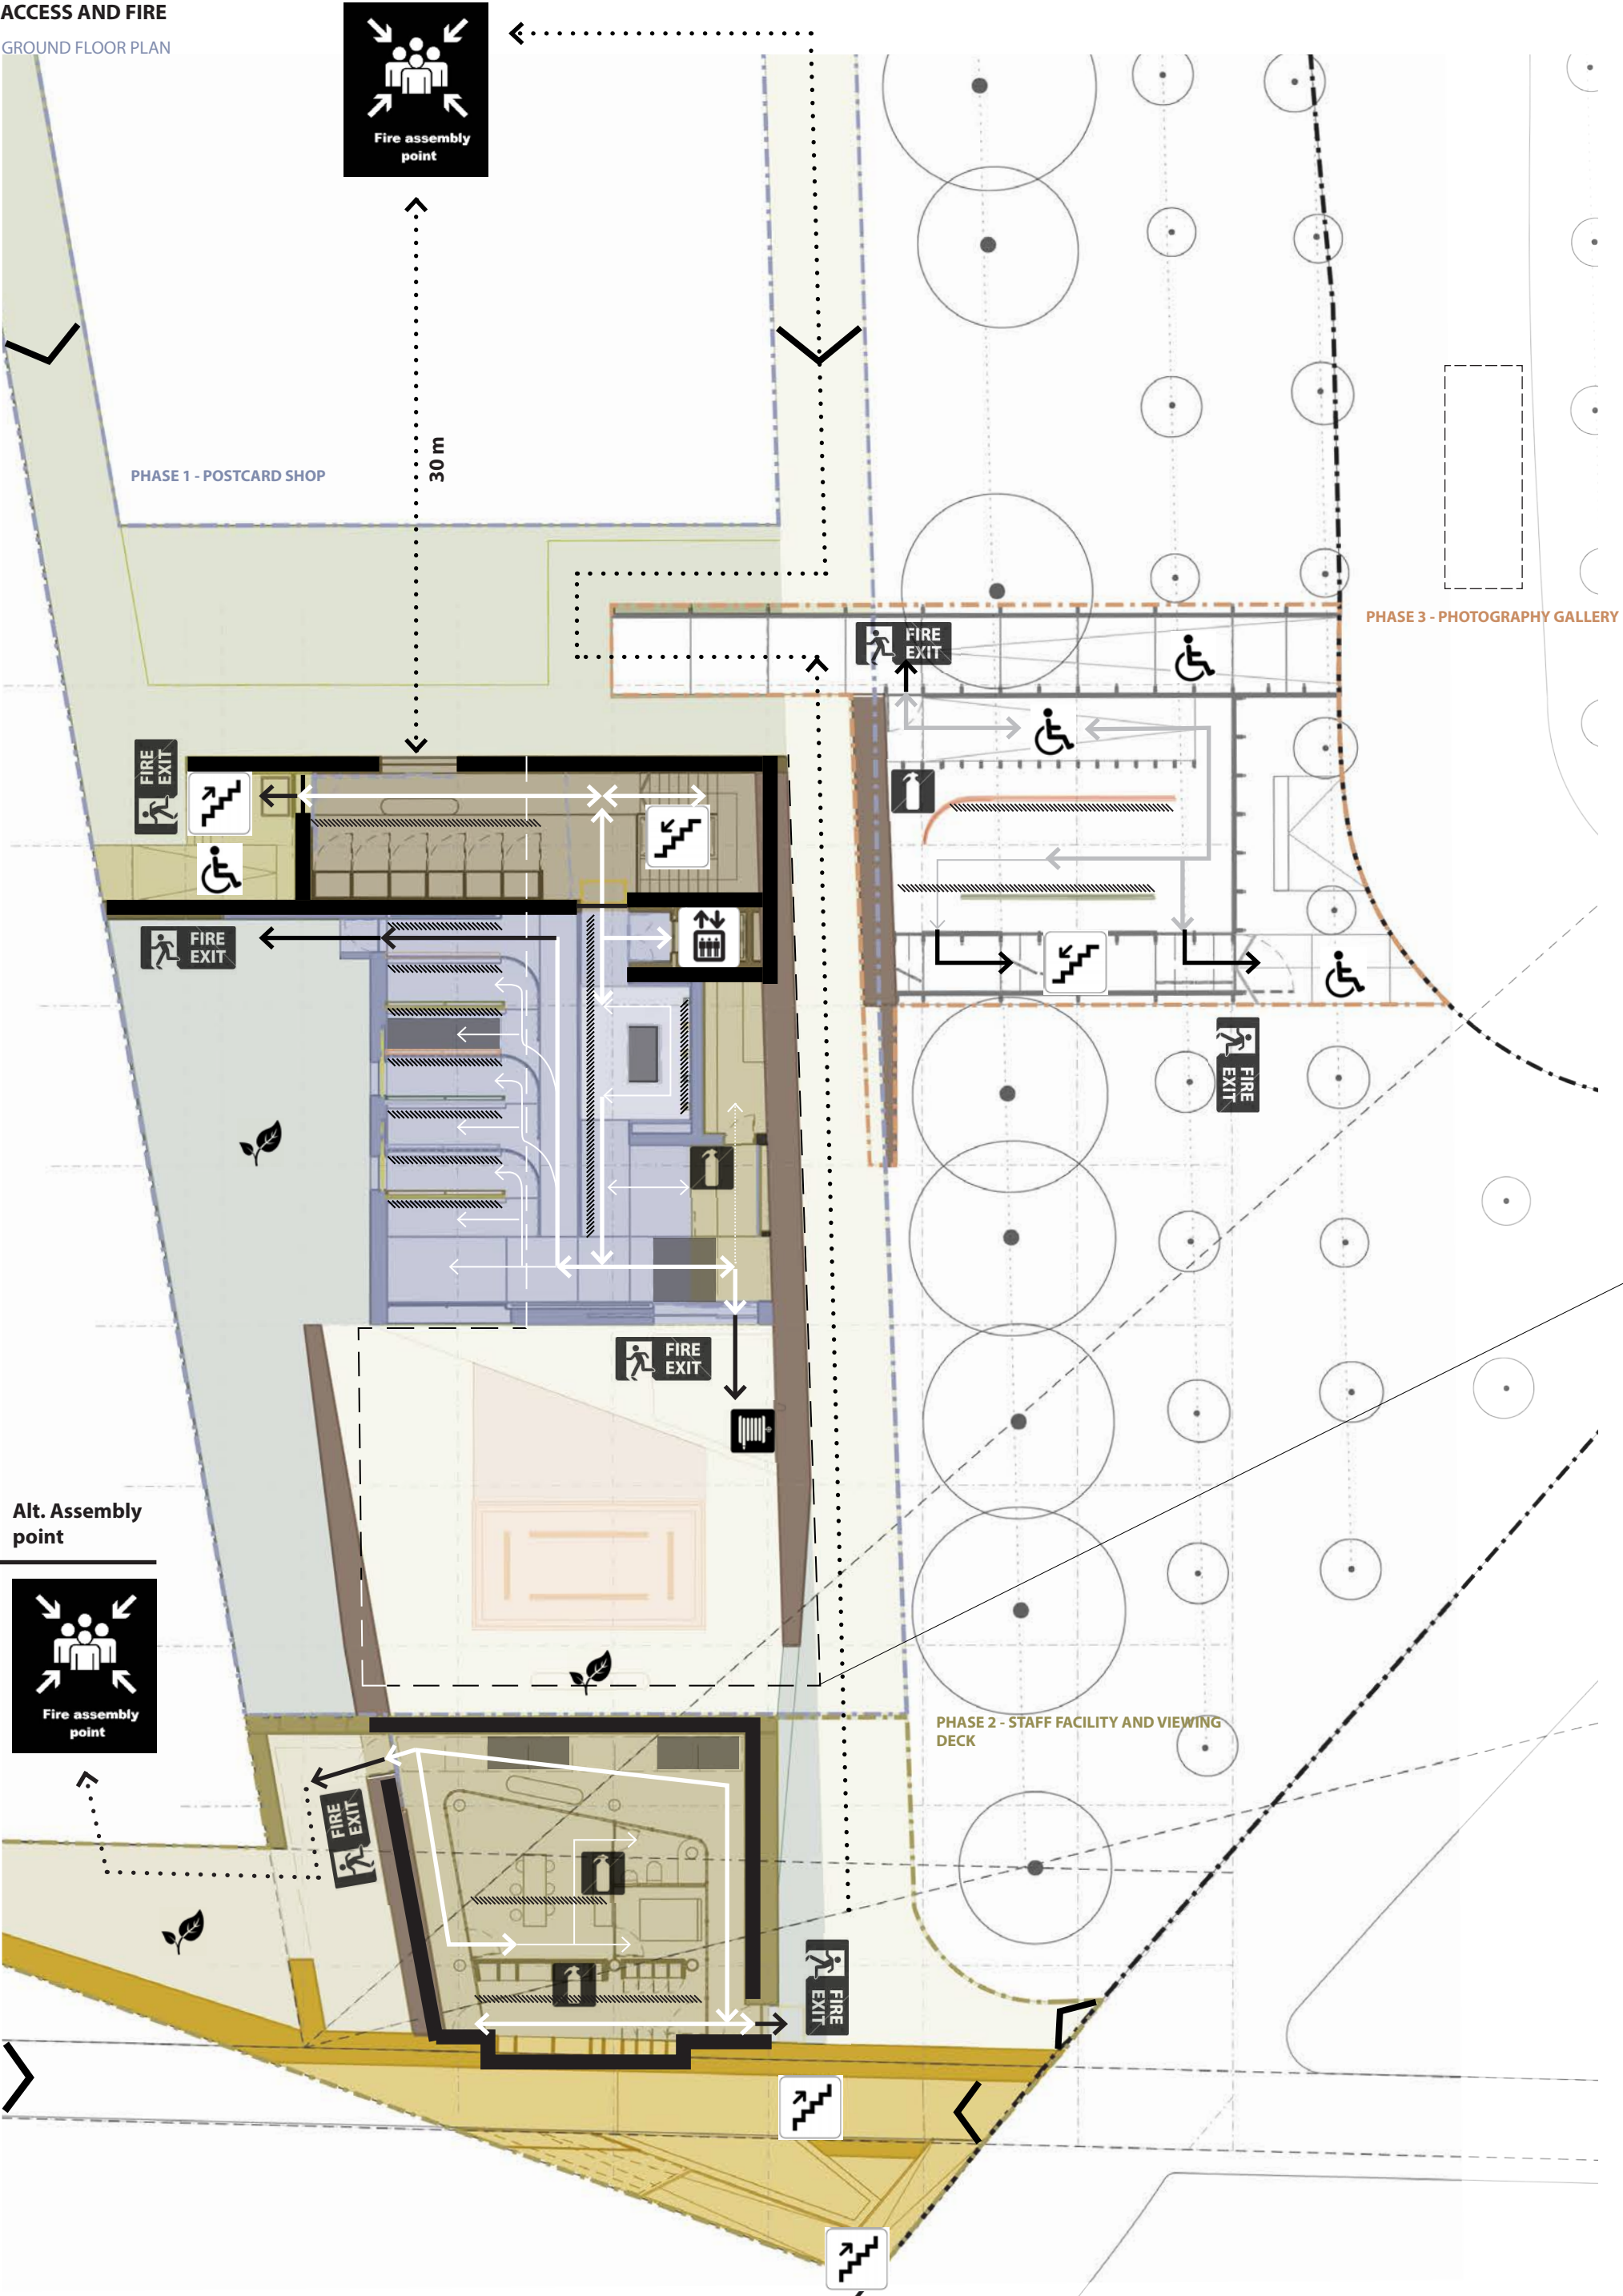 ACCESS AND FIRE
GROUND FLOOR PLAN
Fire assembly
point
30 m
PHASE 1 - POSTCARD SHOP
PHASE 3 - PHOTOGRAPHY GALLERY
FIRE
EXIT
FIRE
EXIT
FIRE
EXIT
FIRE
EXIT
FIRE
EXIT
Alt. Assembly
point
Fire assembly
point
PHASE 2 - STAFF FACILITY AND VIEWING
DECK
FIRE
EXIT
FIRE
EXIT